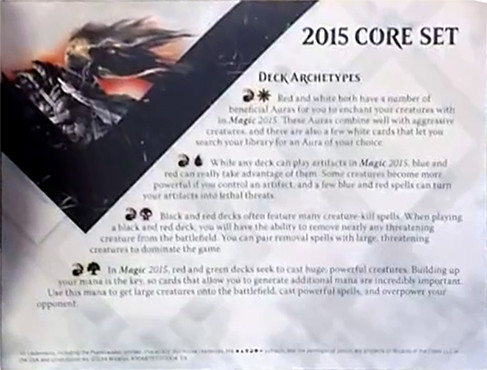 2015 CORE SET
DECK ARCHETYPES
Red and white both have a number of
beneficial Auras for you to enchant your creatures with
in Magic 2015. These Auras combine well with aggressive
creatures, and there are also a few white cards that let you
search your library for an Aura of your choice.
While any deck can play artifacts in Magic 2015, blue and
red can really take advantage of them. Some creatures become more
powerful if you control an artifact, and a few blue and red spells can turn
your artifacts into lethal threats.
Black and red decks often feature many creature-kill spells. When playing
a black and red deck, you will have the ability to remove nearly any threatening
creature from the battlefield. You can pair removal spells with large, threatening
creatures to dominate the game.
In Magic 2015, red and green decks seek to cast huge, powerful creatures. Building up
your mana is the key, so cards that allow you to generate additional mana are incredibly important.
Use this mana to get large creatures onto the battlefield, cast powerful spells, and overpower your
opponent.